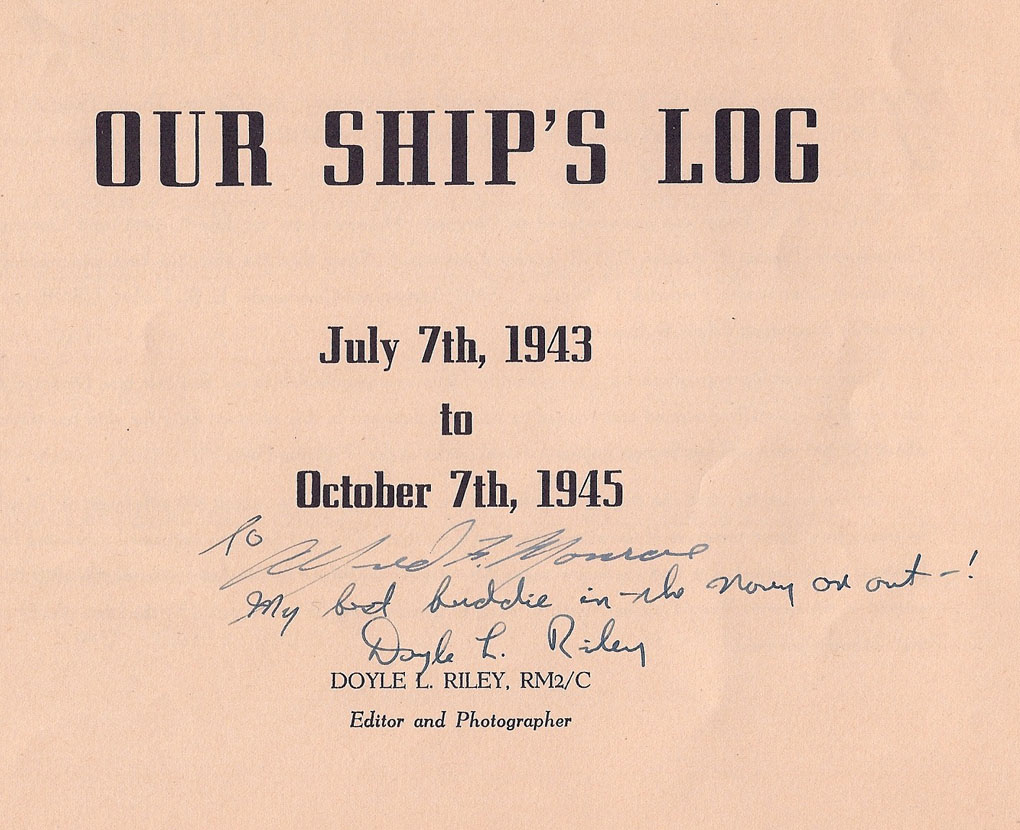 OUR SHIP'S LOG
July 7th, 1943
to
October 7th, 1945
To Alfred F. Monroe
My best buddie in the Navy or out -!
Doyle L. Riley
DOYLE L. RILEY, RM2/C
Editor and Photographer